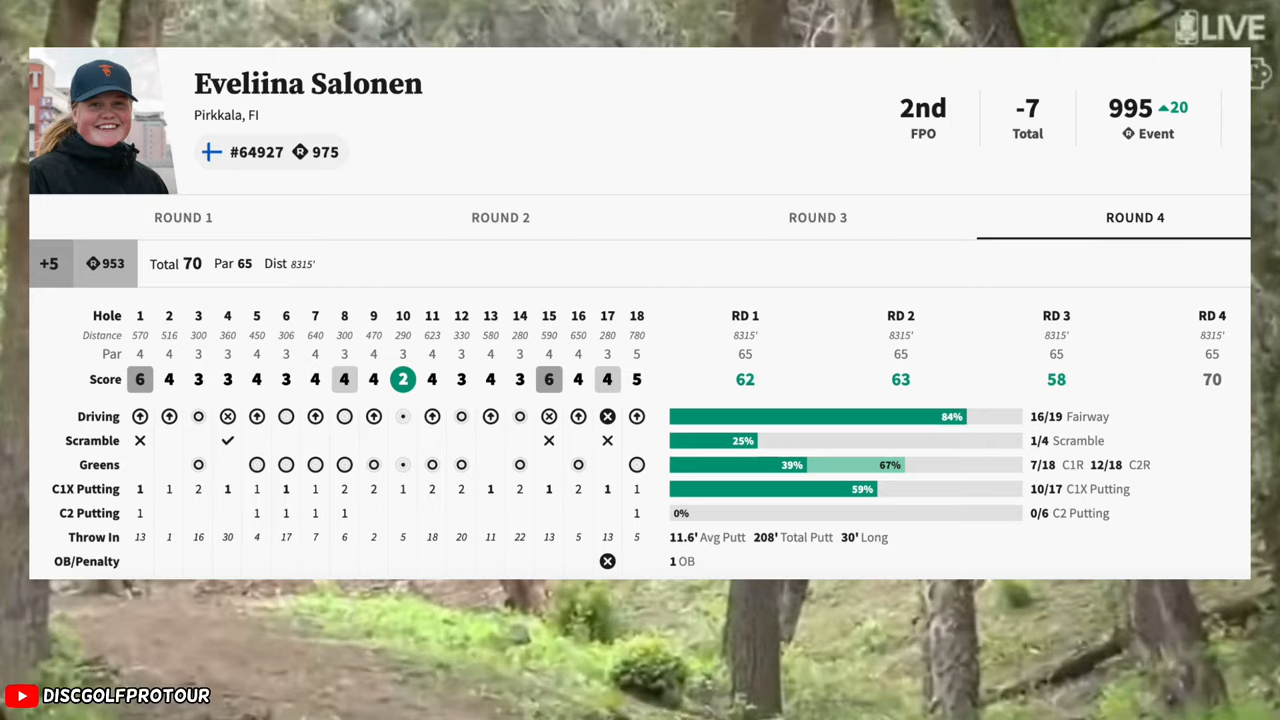 LIVE
Eveliina Salonen
Pirkkala, FI
#64927 R 975
2nd
FPO
-7
Total
995 20
R Event
ROUND 1 ROUND 2 ROUND 3 ROUND 4
+5 R 953 Total 70 Par 65 Dist 8315'
Hole 1 2 3 4 5 6 7 8 9 10 11 12 13 14 15 16 17 18 RD 1 RD 2 RD 3 RD 4
Distance 570 516 300 360 450 306 640 300 470 290 623 330 580 280 590 650 280 780 8315' 8315' 8315' 8315'
Par 4 4 3 3 4 3 4 3 4 3 4 3 4 3 4 4 3 5 65 65 65 65
Score 6 4 3 3 4 3 4 4 4 2 4 3 4 3 6 4 4 5 62 63 58 70
Driving 84% 16/19 Fairway
Scramble 25% 1/4 Scramble
Greens 39% 67% 7/18 C1R 12/18 C2R
C1X Putting 1 1 2 1 1 1 1 2 2 1 2 2 1 2 1 2 1 1 59% 10/17 C1X Putting
C2 Putting 1 1 1 1 1 1 0% 0/6 C2 Putting
Throw In 13 1 16 30 4 17 7 6 2 5 18 20 11 22 13 5 13 5 11.6' Avg Putt 208' Total Putt 30' Long
OB/Penalty 1 OB
DISCGOLFPROTOUR